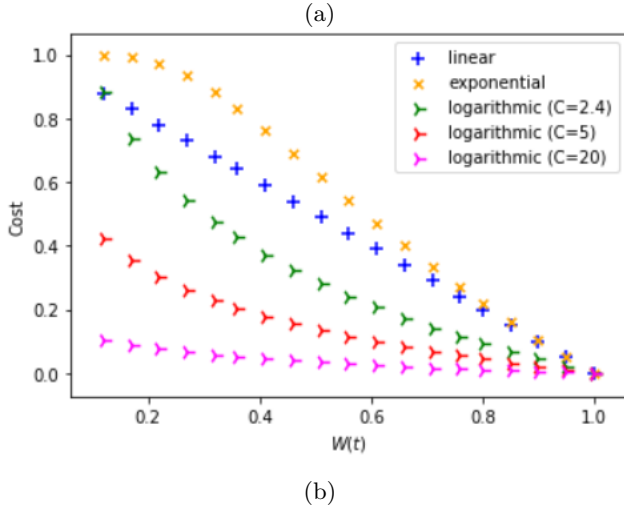 (a)
1.0
0.8
0.6
0.4
0.2
0.0
Cost
linear
exponential
logarithmic (C=2.4)
logarithmic (C=5)
logarithmic (C=20)
0.2 0.4 0.6 0.8 1.0
W(t)
(b)